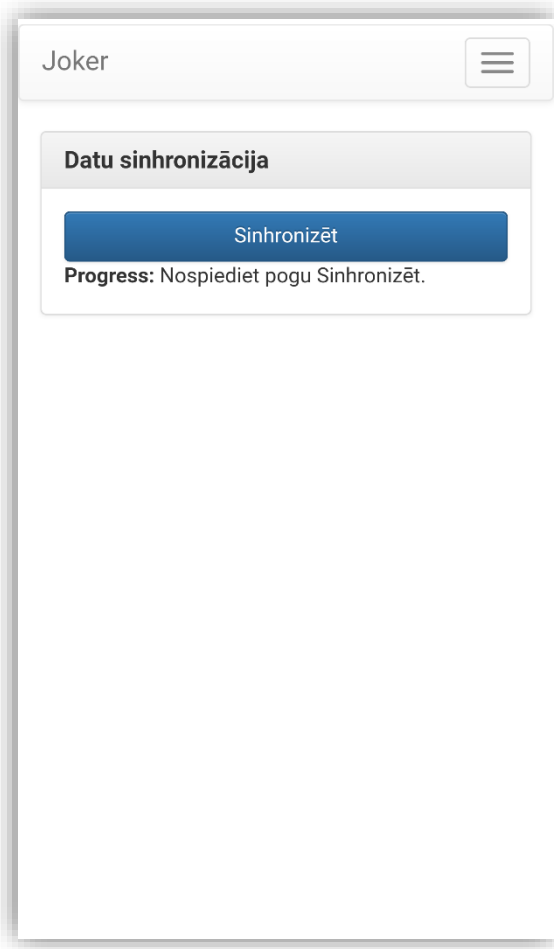 Joker
Datu sinhronizācija
Sinhronizēt
Progress: Nospiediet pogu Sinhronizēt.